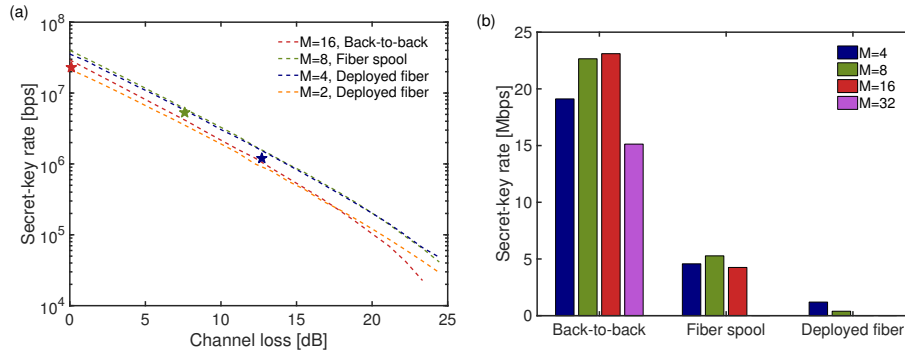 (a)
10^8
10^7
10^6
10^5
10^4
Secret-key rate [bps]
M=16, Back-to-back
M=8, Fiber spool
M=4, Deployed fiber
M=2, Deployed fiber
0 5 10 15 20 25
Channel loss [dB]
(b)
30
25
20
15
10
5
0
Secret-key rate [Mbps]
M=4
M=8
M=16
M=32
Back-to-back Fiber spool Deployed fiber